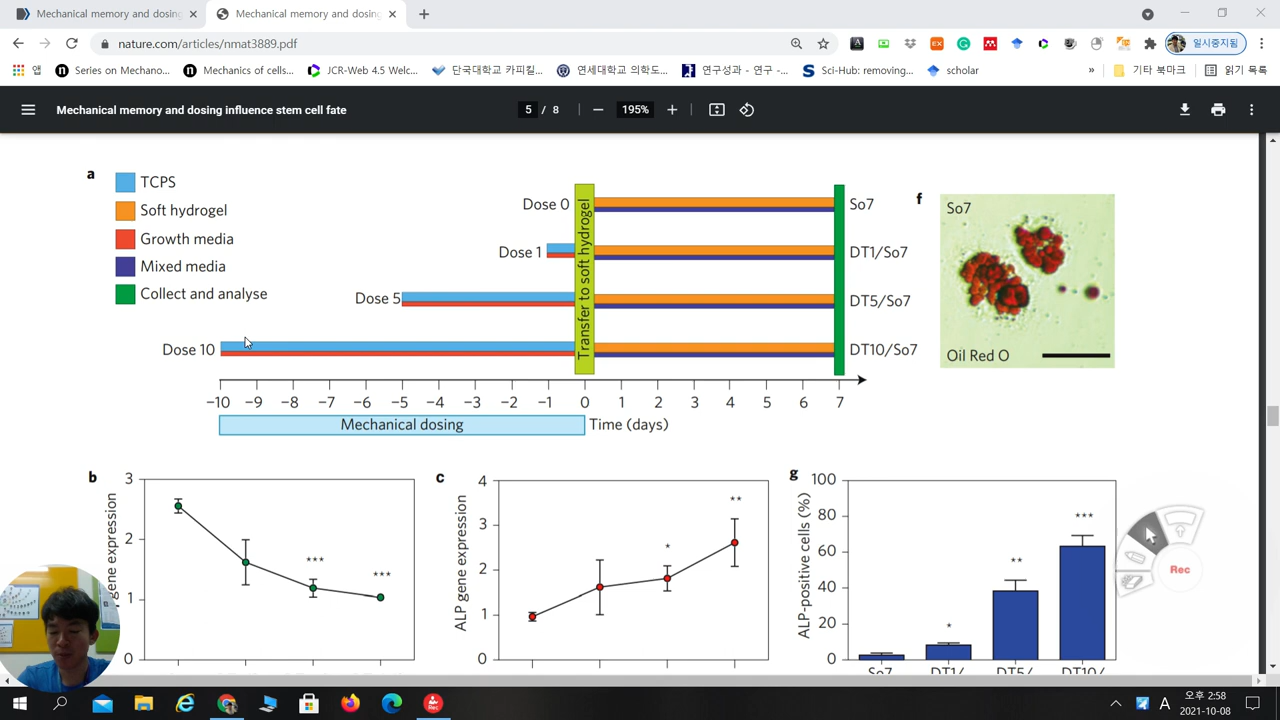 Mechanical memory and dosing
Mechanical memory and dosing
nature.com/articles/nmat3889.pdf
일시중지됨
앱
Series on Mechano...
Mechanics of cells...
JCR-Web 4.5 Welc...
단국대학교 카피킬...
연세대학교 의학도...
연구성과 - 연구 -...
Sci-Hub: removing...
scholar
»
기타 북마크
읽기 목록
Mechanical memory and dosing influence stem cell fate
5 / 8
195%
a
TCPS
Soft hydrogel
Growth media
Mixed media
Collect and analyse
Dose 0
Dose 1
Dose 5
Dose 10
Transfer to soft hydrogel
So7
DT1/So7
DT5/So7
DT10/So7
−10 −9 −8 −7 −6 −5 −4 −3 −2 −1 0 1 2 3 4 5 6 7
Mechanical dosing
Time (days)
f
So7
Oil Red O
b
3
2
1
0
gene expression
***
***
c
4
3
2
1
0
ALP gene expression
*
**
g
100
80
60
40
20
0
ALP-positive cells (%)
*
**
***
So7 DT1/ DT5/ DT10/
Rec
A
오후 2:58
2021-10-08